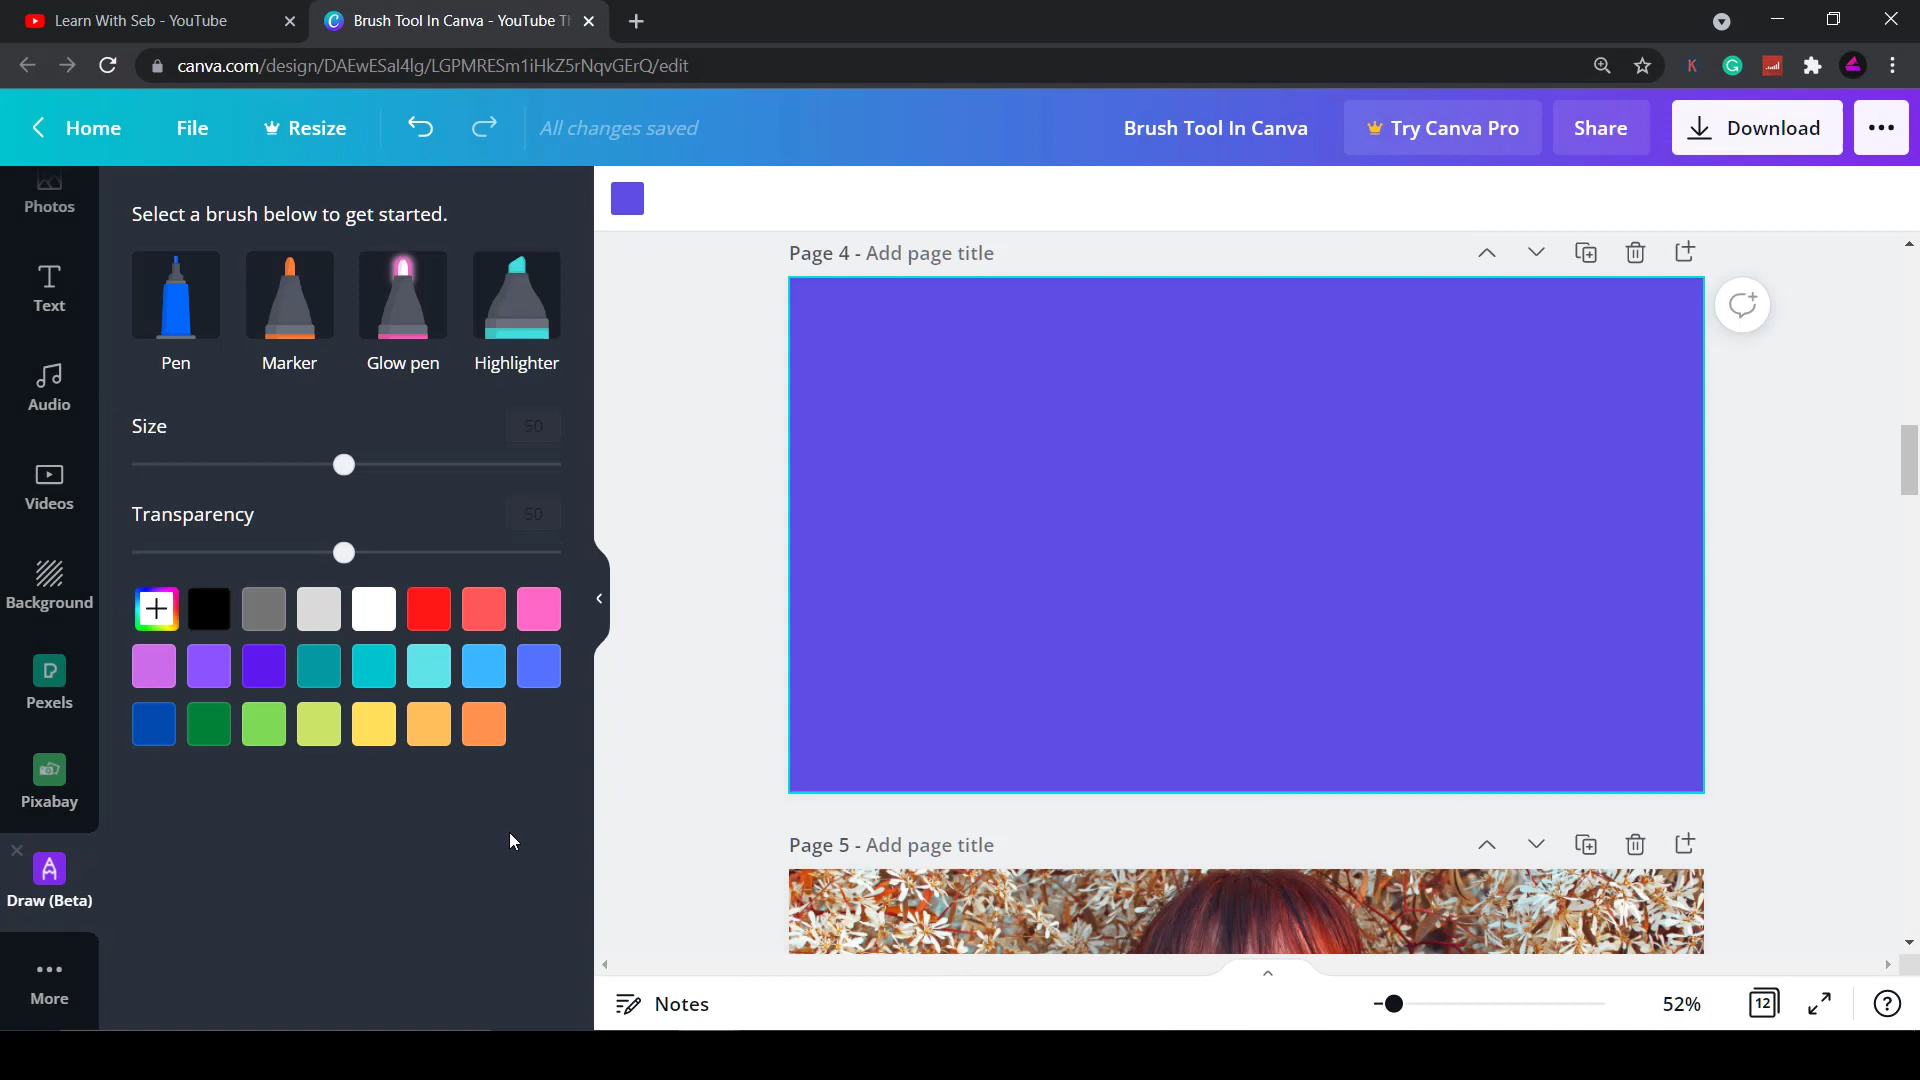 Learn With Seb - YouTube
Brush Tool In Canva - YouTube Th
canva.com/design/DAEwESal4lg/LGPMRESm1iHkZ5rNqvGErQ/edit
Home
File
Resize
All changes saved
Brush Tool In Canva
Try Canva Pro
Share
Download
Photos
Text
Audio
Videos
Background
Pexels
Pixabay
Draw (Beta)
More
Select a brush below to get started.
Pen
Marker
Glow pen
Highlighter
Size
50
Transparency
50
Page 4 - Add page title
Page 5 - Add page title
Notes
52%
12